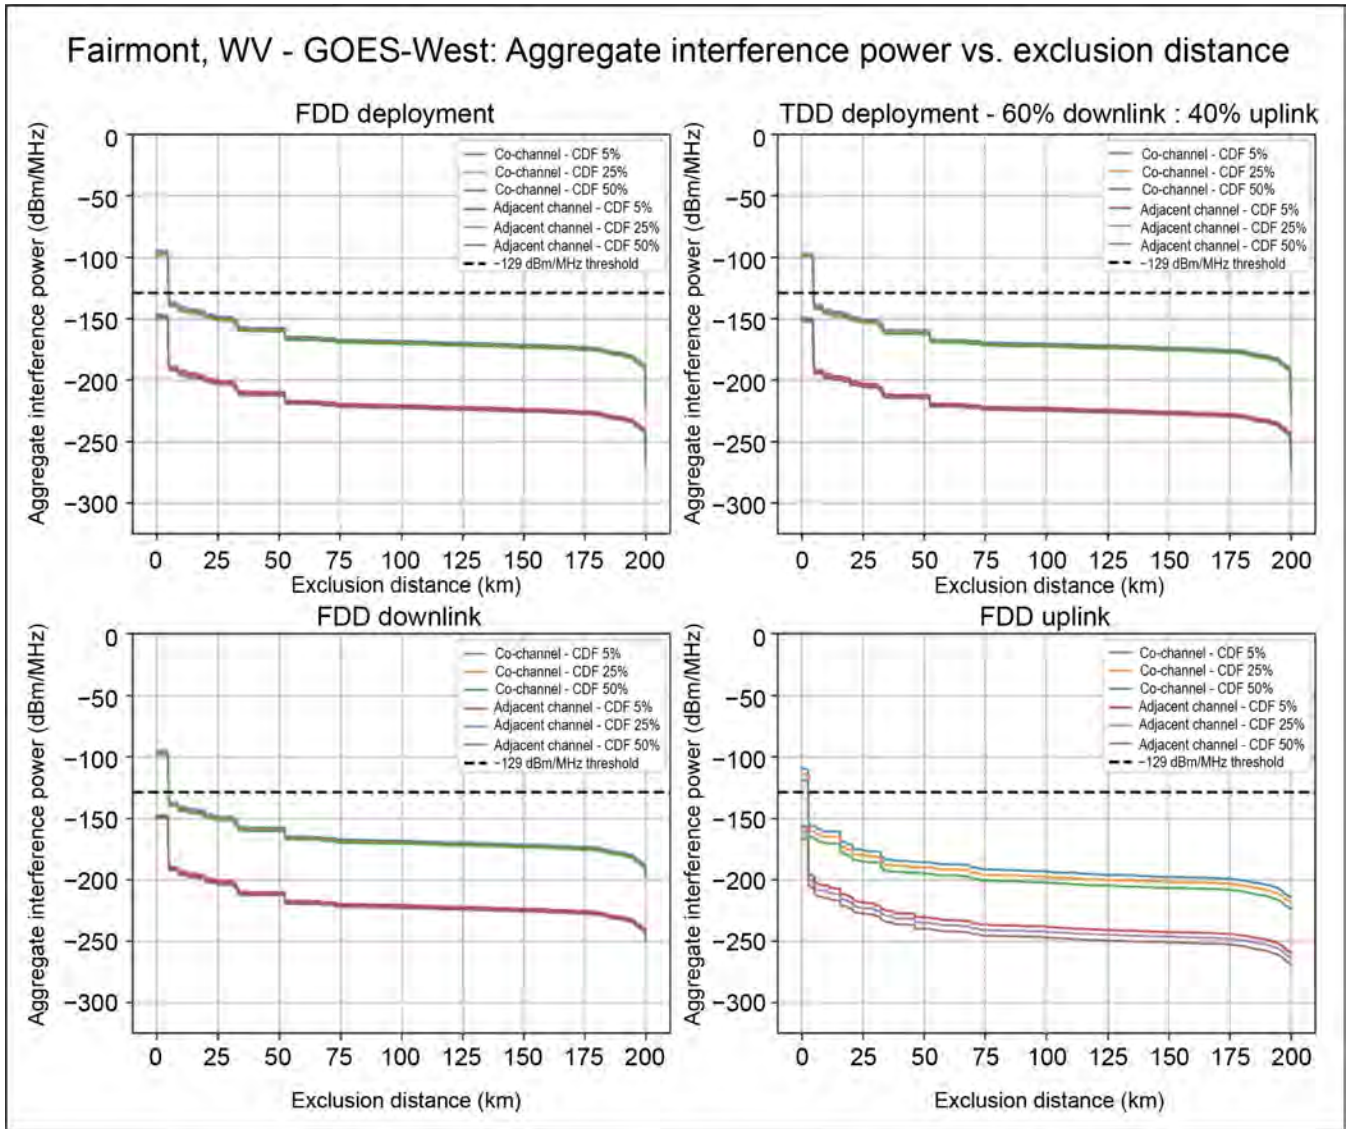 Fairmont, WV - GOES-West: Aggregate interference power vs. exclusion distance
FDD deployment
Aggregate interference power (dBm/MHz)
0
−50
−100
−150
−200
−250
−300
Co-channel - CDF 5%
Co-channel - CDF 25%
Co-channel - CDF 50%
Adjacent channel - CDF 5%
Adjacent channel - CDF 25%
Adjacent channel - CDF 50%
−129 dBm/MHz threshold
0 25 50 75 100 125 150 175 200
Exclusion distance (km)
TDD deployment - 60% downlink : 40% uplink
Aggregate interference power (dBm/MHz)
0
−50
−100
−150
−200
−250
−300
Co-channel - CDF 5%
Co-channel - CDF 25%
Co-channel - CDF 50%
Adjacent channel - CDF 5%
Adjacent channel - CDF 25%
Adjacent channel - CDF 50%
−129 dBm/MHz threshold
0 25 50 75 100 125 150 175 200
Exclusion distance (km)
FDD downlink
Aggregate interference power (dBm/MHz)
0
−50
−100
−150
−200
−250
−300
Co-channel - CDF 5%
Co-channel - CDF 25%
Co-channel - CDF 50%
Adjacent channel - CDF 5%
Adjacent channel - CDF 25%
Adjacent channel - CDF 50%
−129 dBm/MHz threshold
0 25 50 75 100 125 150 175 200
Exclusion distance (km)
FDD uplink
Aggregate interference power (dBm/MHz)
0
−50
−100
−150
−200
−250
−300
Co-channel - CDF 5%
Co-channel - CDF 25%
Co-channel - CDF 50%
Adjacent channel - CDF 5%
Adjacent channel - CDF 25%
Adjacent channel - CDF 50%
−129 dBm/MHz threshold
0 25 50 75 100 125 150 175 200
Exclusion distance (km)